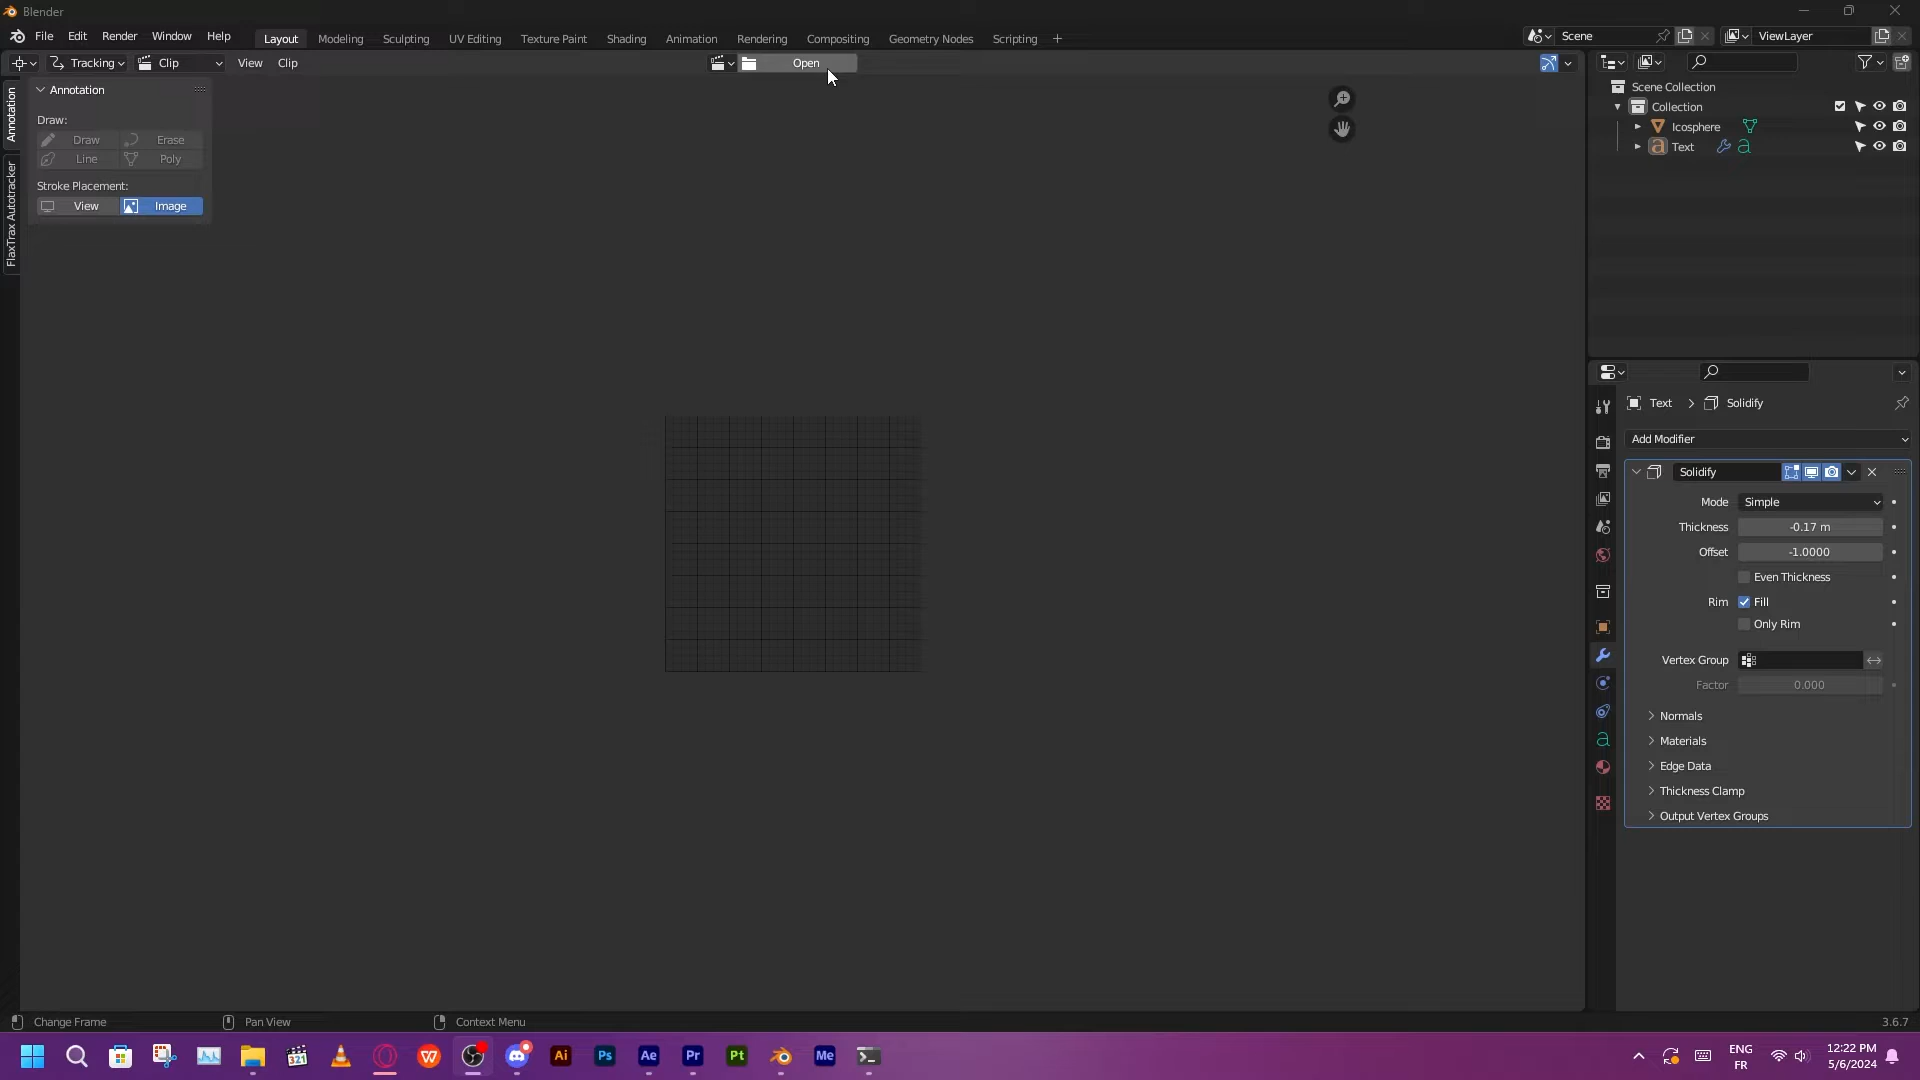 Blender
File Edit Render Window Help Layout Modeling Sculpting UV Editing Texture Paint Shading Animation Rendering Compositing Geometry Nodes Scripting + Scene ViewLayer
Tracking Clip View Clip Open
Annotation
Draw:
Draw Erase
Line Poly
Stroke Placement:
View Image
Annotation
FlaxTrax Autotracker
Scene Collection
Collection
Icosphere
Text
Text > Solidify
Add Modifier
Solidify
Mode Simple
Thickness -0.17 m
Offset -1.0000
Even Thickness
Rim Fill
Only Rim
Vertex Group
Factor 0.000
Normals
Materials
Edge Data
Thickness Clamp
Output Vertex Groups
Change Frame Pan View Context Menu 3.6.7
321 Ai Ps Ae Pr Pt Me
ENG
FR
12:22 PM
5/6/2024